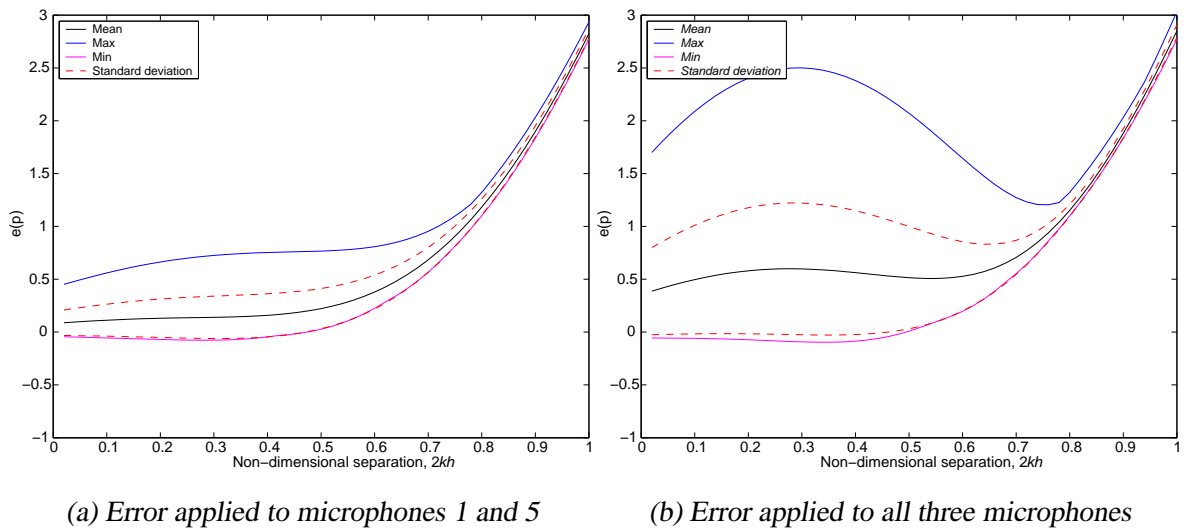 3
2.5
2
1.5
1
0.5
0
−0.5
−1
e(p)
Mean
Max
Min
Standard deviation
0 0.1 0.2 0.3 0.4 0.5 0.6 0.7 0.8 0.9 1
Non−dimensional separation, 2kh
(a) Error applied to microphones 1 and 5
3
2.5
2
1.5
1
0.5
0
−0.5
−1
e(p)
Mean
Max
Min
Standard deviation
0 0.1 0.2 0.3 0.4 0.5 0.6 0.7 0.8 0.9 1
Non−dimensional separation, 2kh
(b) Error applied to all three microphones